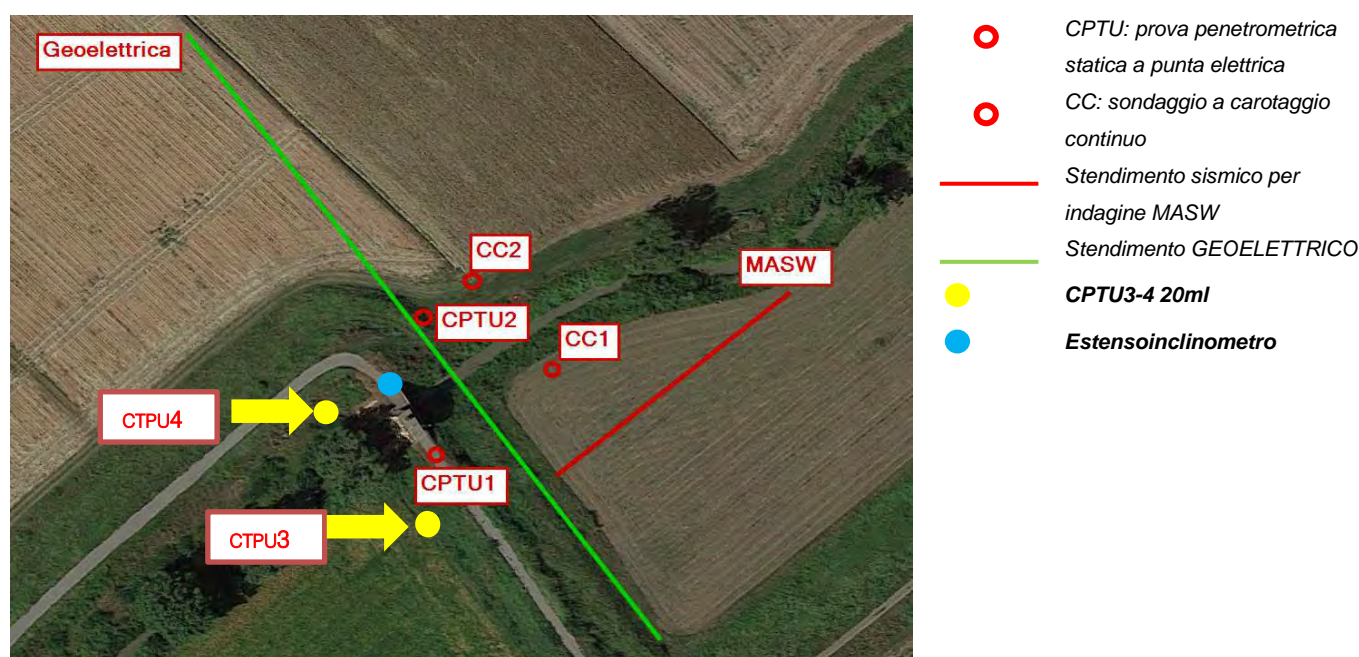 Geoelettrica
CC2
MASW
CPTU2
CC1
CTPU4
CPTU1
CTPU3
CPTU: prova penetrometrica
statica a punta elettrica
CC: sondaggio a carotaggio
continuo
Stendimento sismico per
indagine MASW
Stendimento GEOELETTRICO
CPTU3-4 20ml
Estensoinclinometro